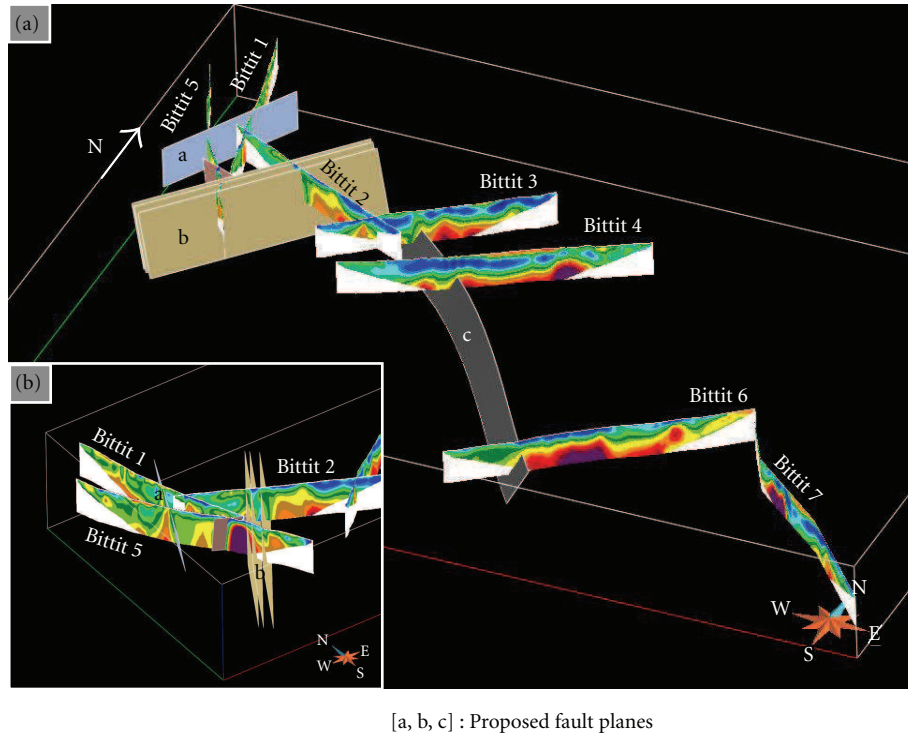 (a)
Bittit 1
Bittit 5
N
a
b
Bittit 2
Bittit 3
Bittit 4
c
Bittit 6
Bittit 7
N
W
E
S
(b)
Bittit 1
a
Bittit 2
Bittit 5
b
N
W
E
S
[a, b, c] : Proposed fault planes